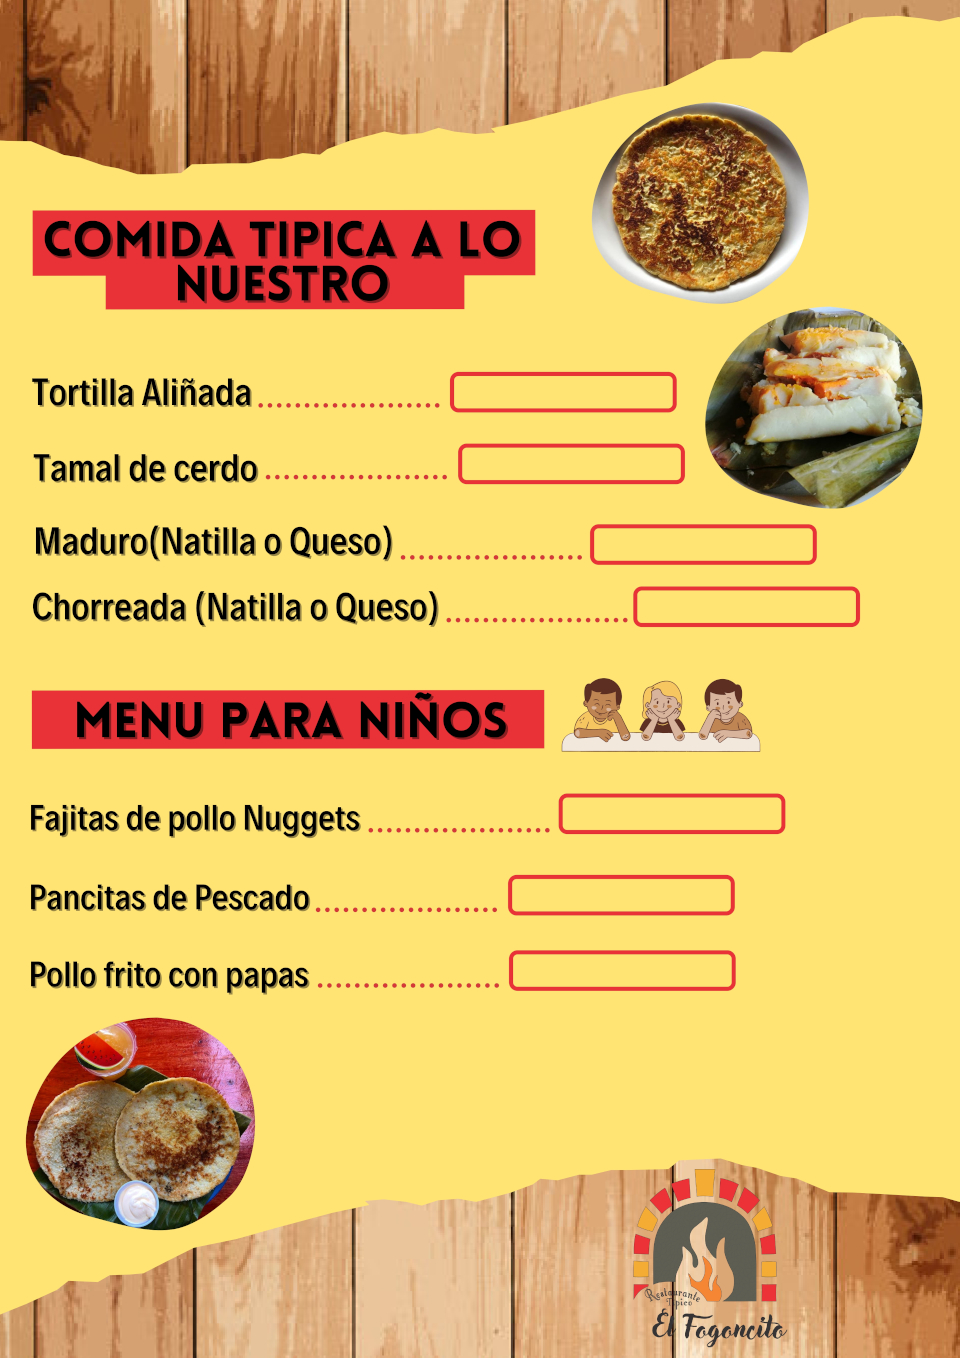 COMIDA TIPICA A LO
NUESTRO
Tortilla Aliñada ....................
Tamal de cerdo ....................
Maduro(Natilla o Queso) ....................
Chorreada (Natilla o Queso) ....................
MENU PARA NIÑOS
Fajitas de pollo Nuggets ....................
Pancitas de Pescado ....................
Pollo frito con papas ....................
Restaurante
Tipico
El Fogoncito